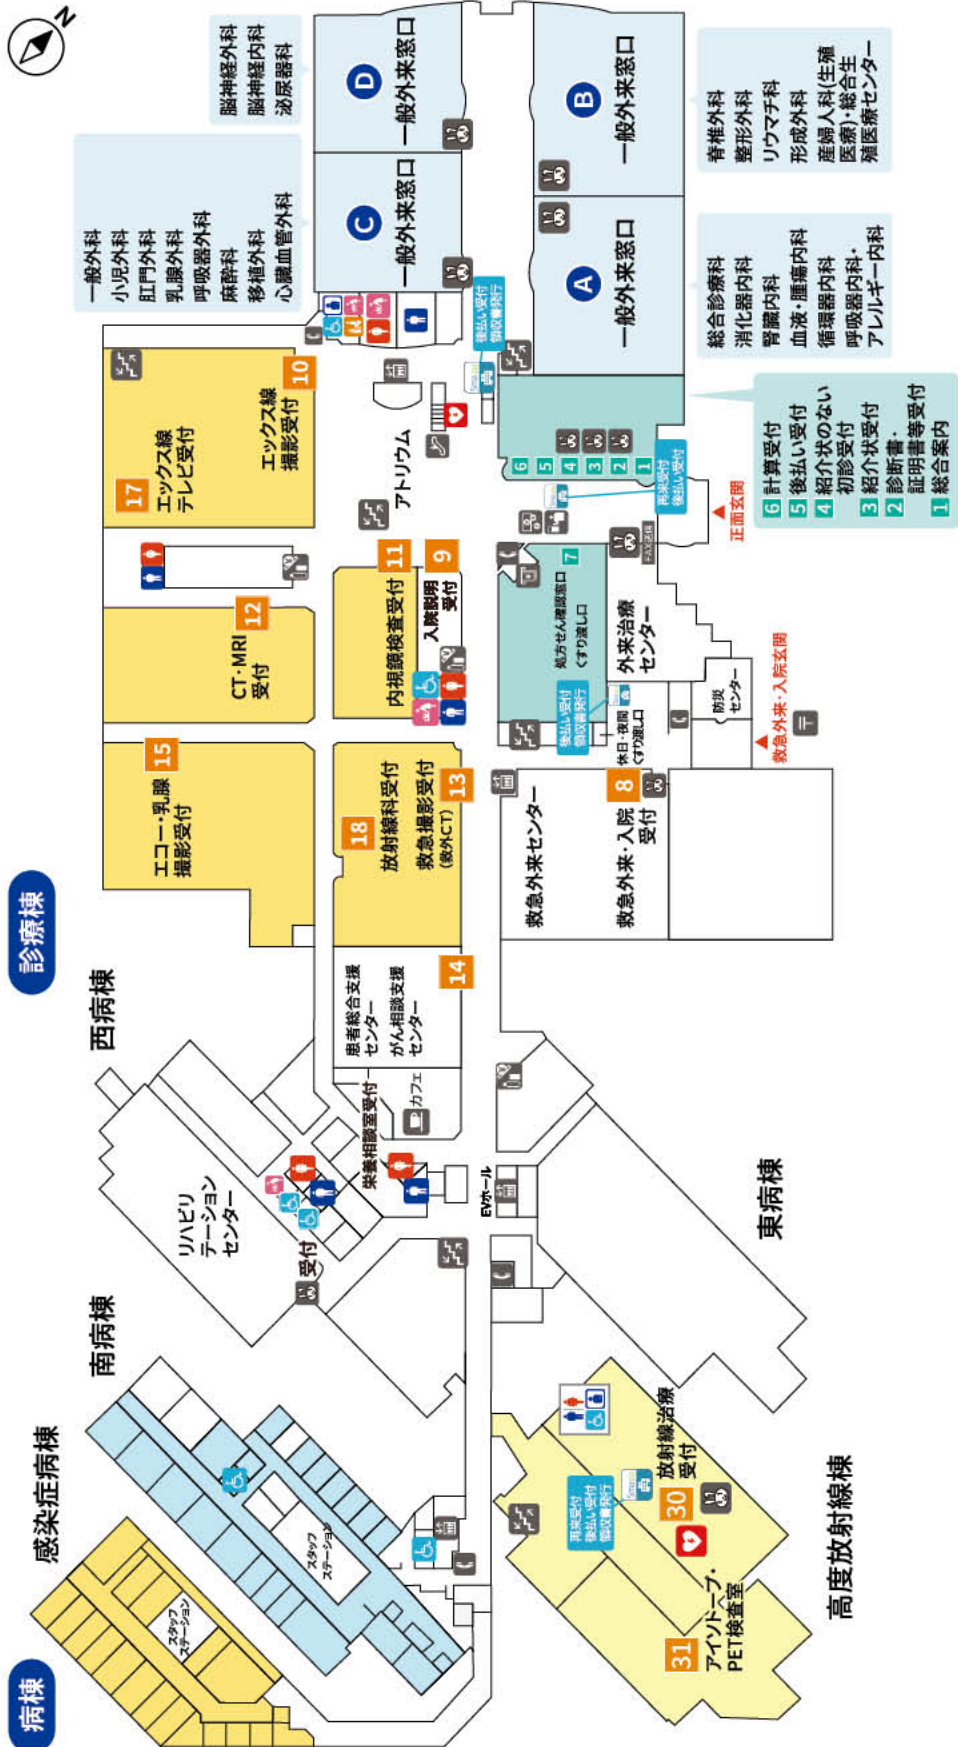 N
診療棟
病棟
脳神経外科
脳神経内科
泌尿器科
一般外科
小児外科
肛門外科
乳腺外科
呼吸器外科
麻酔科
移植外科
心臓血管外科
D
一般外来窓口
C
一般外来窓口
B
一般外来窓口
A
一般外来窓口
脊椎外科
整形外科
リウマチ科
形成外科
産婦人科(生殖
医療)・総合生
殖医療センター
総合診療科
消化器内科
腎臓内科
血液・腫瘍内科
循環器内科
呼吸器内科・
アレルギー内科
6 計算受付
5 後払い受付
4 紹介状のない
初診受付
3 紹介状受付
2 診断書・
証明書等受付
1 総合案内
6
5
4
3
2
1
後払い受付
領収書発行
再来受付
後払い受付
正面玄関
FAX送信
アトリウム
10
エックス線
撮影受付
17
エックス線
テレビ受付
11
内視鏡検査受付
9
入院説明
受付
12
CT・MRI
受付
7
処方せん確認窓口
くすり渡し口
外来治療
センター
後払い受付
領収書発行
休日・夜間
くすり渡し口
防災
センター
救急外来・入院玄関
〒
15
エコー・乳腺
撮影受付
18
放射線科受付
13
救急撮影受付
(救外CT)
8
救急外来・入院
受付
救急外来センター
14
患者総合支援
センター
がん相談支援
センター
カフェ
栄養相談室受付
EVホール
西病棟
リハビリ
テーション
センター
受付
東病棟
南病棟
スタッフ
ステーション
感染症病棟
スタッフ
ステーション
高度放射線棟
再来受付
後払い受付
領収書発行
30
放射線治療
受付
31
アイソトープ・
PET検査室